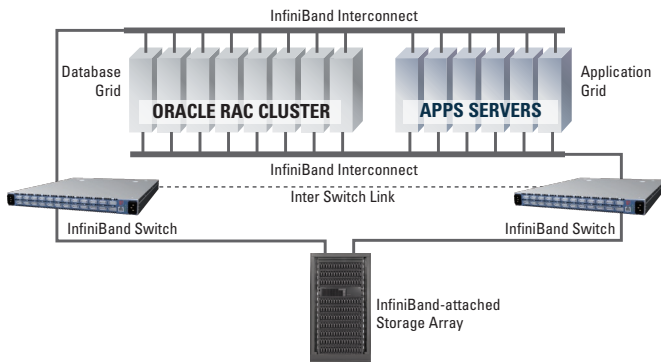 InfiniBand Interconnect
Database
Grid
ORACLE RAC CLUSTER
APPS SERVERS
Application
Grid
InfiniBand Interconnect
Inter Switch Link
InfiniBand Switch
InfiniBand Switch
InfiniBand-attached
Storage Array